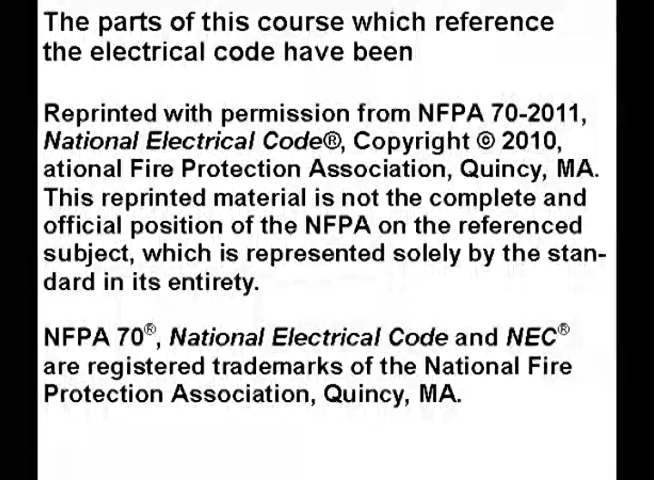 The parts of this course which reference
the electrical code have been
Reprinted with permission from NFPA 70-2011,
National Electrical Code®, Copyright © 2010,
ational Fire Protection Association, Quincy, MA.
This reprinted material is not the complete and
official position of the NFPA on the referenced
subject, which is represented solely by the stan-
dard in its entirety.
NFPA 70®, National Electrical Code and NEC®
are registered trademarks of the National Fire
Protection Association, Quincy, MA.